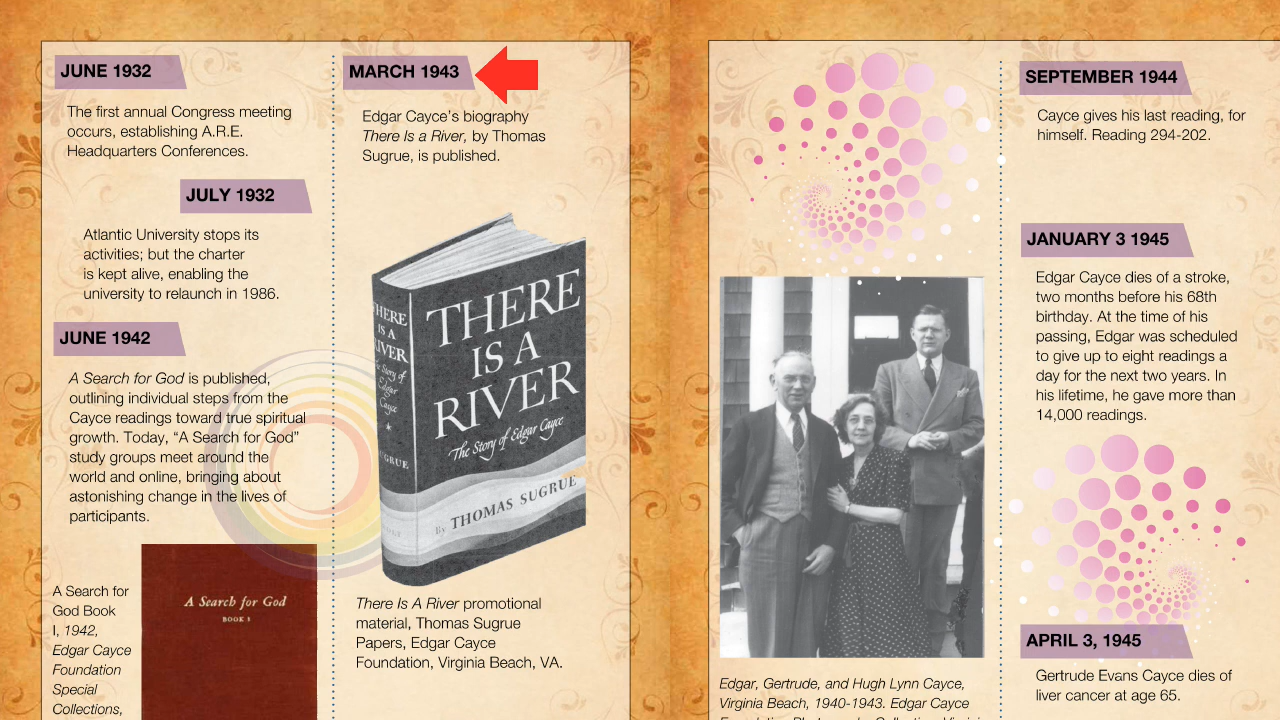 JUNE 1932
The first annual Congress meeting
occurs, establishing A.R.E.
Headquarters Conferences.
JULY 1932
Atlantic University stops its
activities; but the charter
is kept alive, enabling the
university to relaunch in 1986.
JUNE 1942
A Search for God is published,
outlining individual steps from the
Cayce readings toward true spiritual
growth. Today, “A Search for God”
study groups meet around the
world and online, bringing about
astonishing change in the lives of
participants.
A Search for
God Book
I, 1942,
Edgar Cayce
Foundation
Special
Collections,
A Search for God
BOOK I
MARCH 1943
Edgar Cayce’s biography
There Is a River, by Thomas
Sugrue, is published.
THERE
IS A
RIVER
The Story of
Edgar
Cayce
THERE
IS A
RIVER
The Story of Edgar Cayce
By THOMAS SUGRUE
There Is A River promotional
material, Thomas Sugrue
Papers, Edgar Cayce
Foundation, Virginia Beach, VA.
Edgar, Gertrude, and Hugh Lynn Cayce,
Virginia Beach, 1940-1943. Edgar Cayce
SEPTEMBER 1944
Cayce gives his last reading, for
himself. Reading 294-202.
JANUARY 3 1945
Edgar Cayce dies of a stroke,
two months before his 68th
birthday. At the time of his
passing, Edgar was scheduled
to give up to eight readings a
day for the next two years. In
his lifetime, he gave more than
14,000 readings.
APRIL 3, 1945
Gertrude Evans Cayce dies of
liver cancer at age 65.